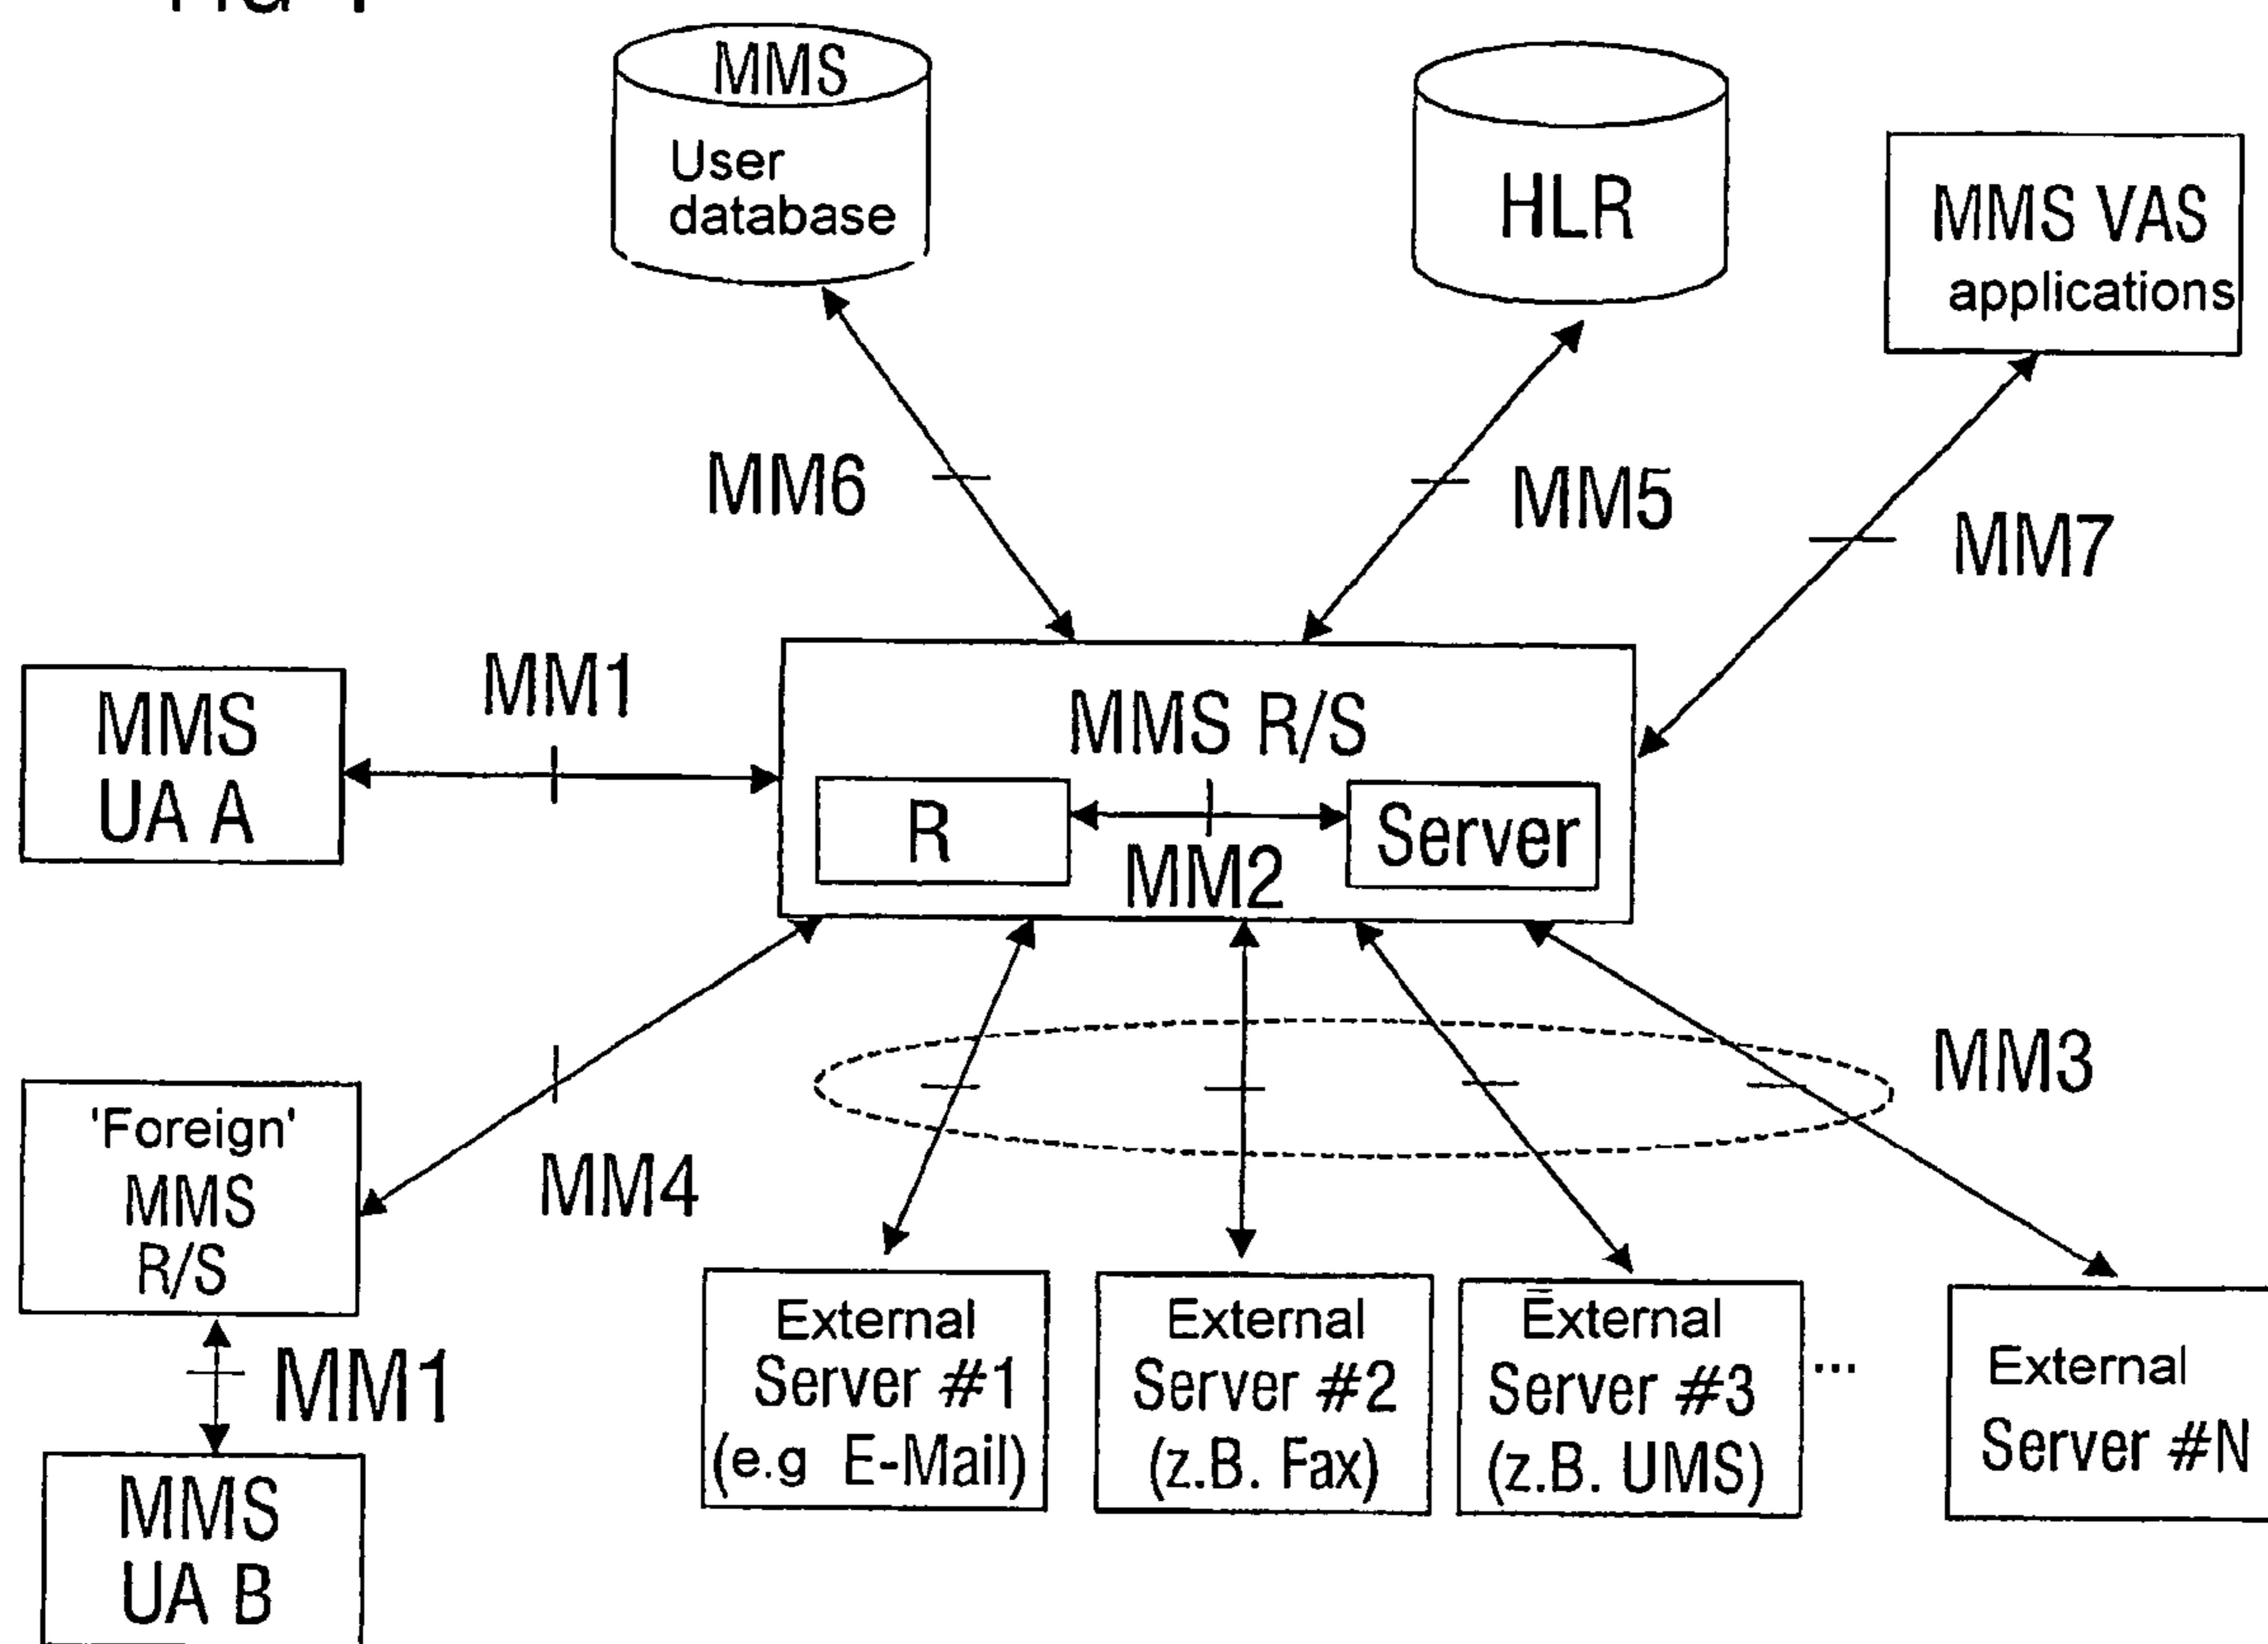 MMS
User
database
HLR
MMS VAS
applications
MM6
MM5
MM7
MM1
MMS
UA A
MMS R/S
R
Server
MM2
MM3
MM4
'Foreign'
MMS
R/S
MM1
MMS
UA B
External
Server #1
(e.g E-Mail)
External
Server #2
(z.B. Fax)
External
Server #3
(z.B. UMS)
...
External
Server #N